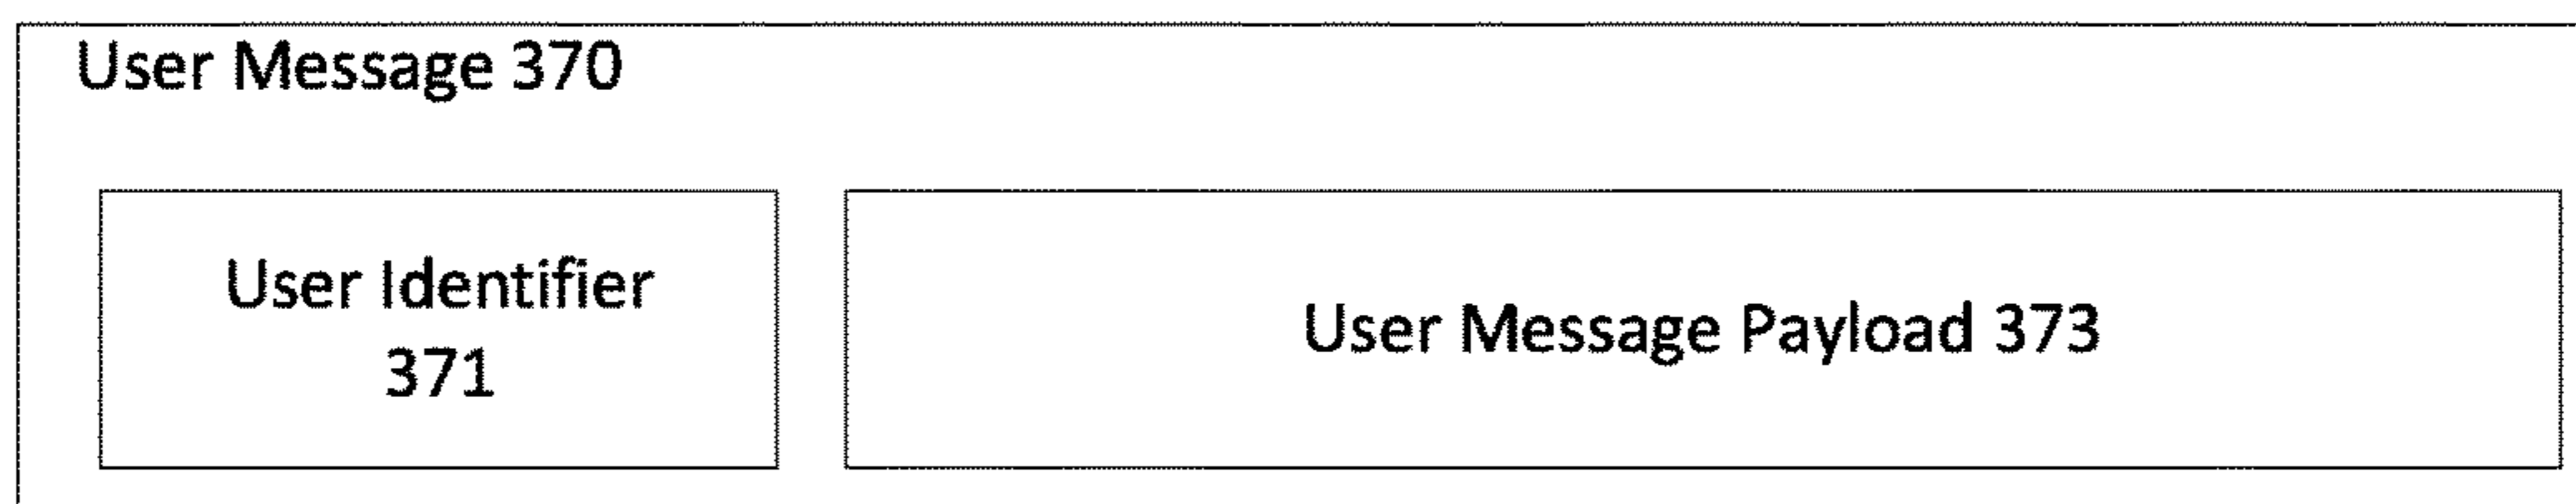 User Message 370
User Identifier
371
User Message Payload 373